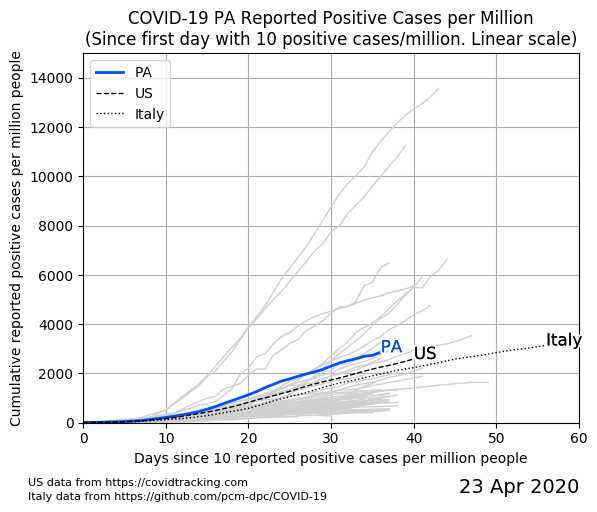 COVID-19 PA Reported Positive Cases per Million
(Since first day with 10 positive cases/million. Linear scale)
Cumulative reported positive cases per million people
14000
12000
10000
8000
6000
4000
2000
0
PA
US
Italy
PA
US
Italy
0 10 20 30 40 50 60
Days since 10 reported positive cases per million people
US data from https://covidtracking.com
Italy data from https://github.com/pcm-dpc/COVID-19
23 Apr 2020